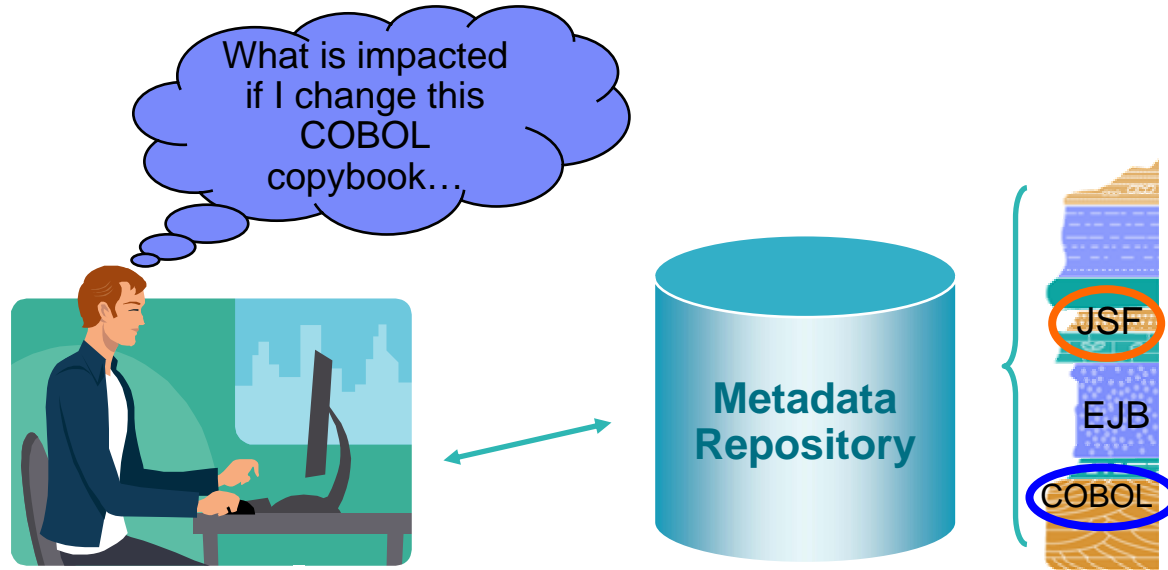 What is impacted
if I change this
COBOL
copybook…
Metadata
Repository
JSF
EJB
COBOL